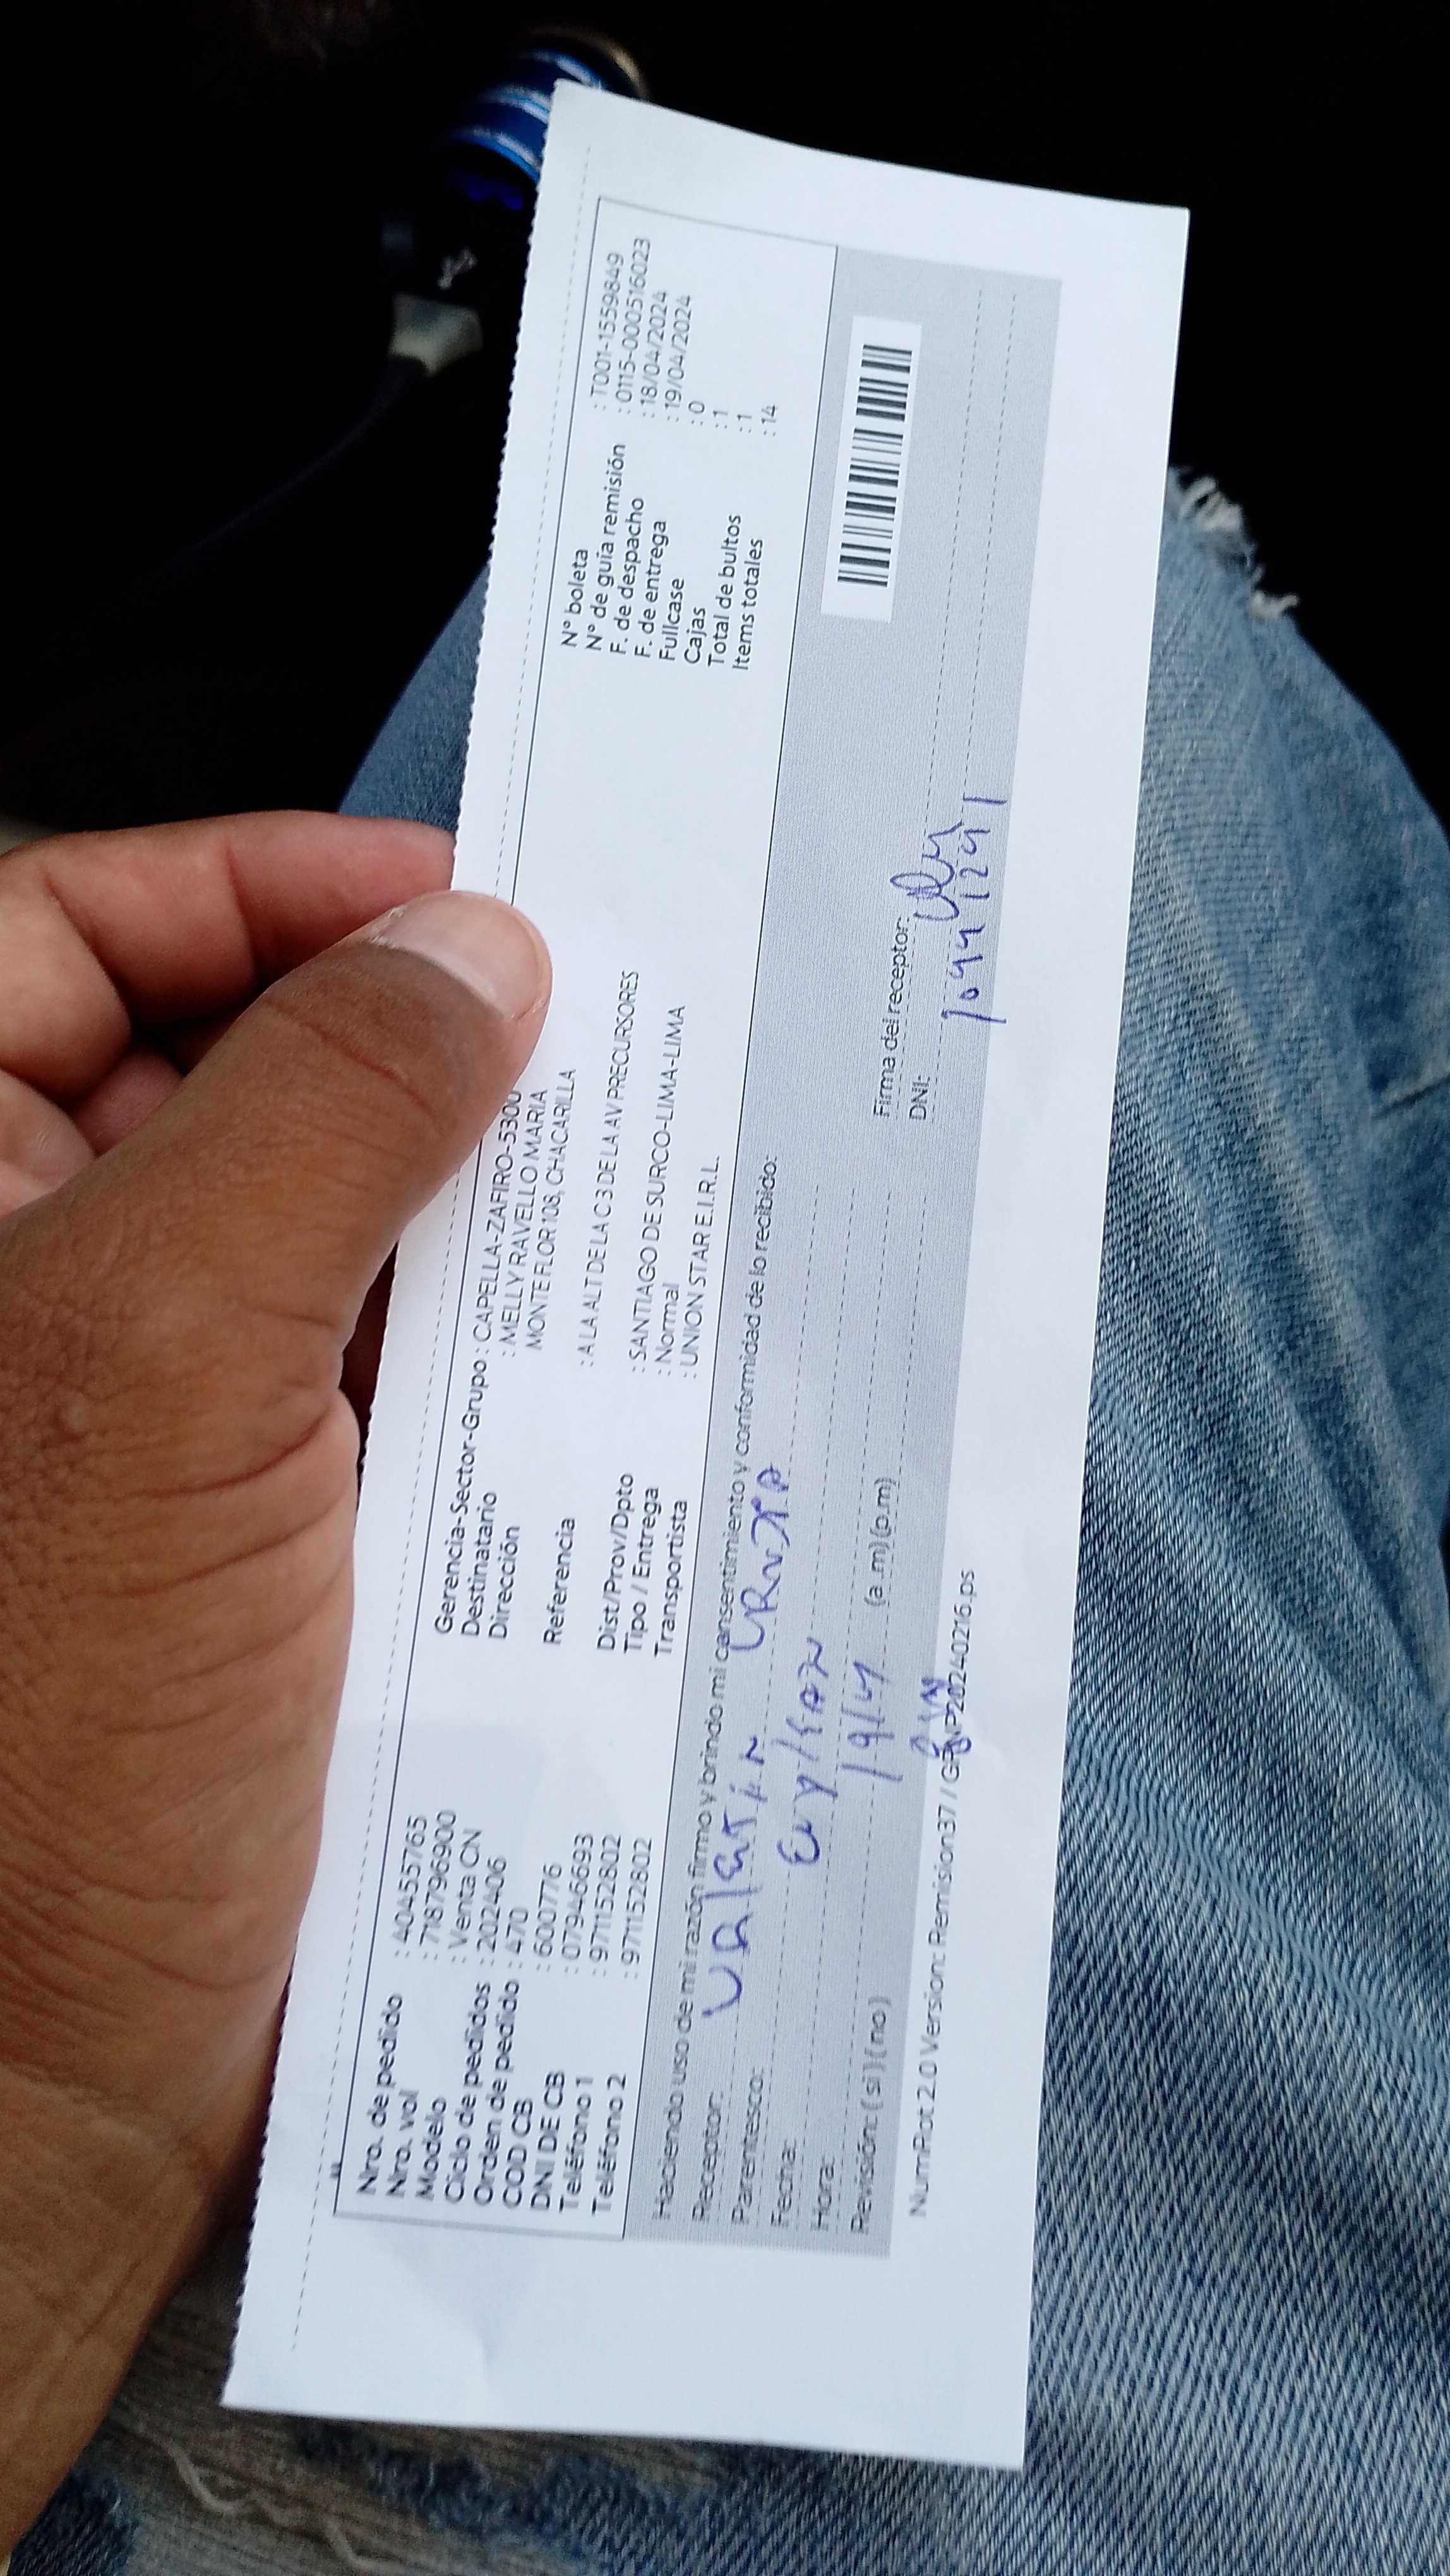 Nro. de pedido : 404555765
Nro. vol : 7187796900
Modelo : Venta CN
Ciclo de pedidos : 202406
Orden de pedido : 470
COD CB : 600776
DNI DE CB : 07946693
Teléfono 1 : 971152802
Teléfono 2 : 971152802
Gerencia-Sector-Grupo : CAPELLA-ZAFIRO-5300
Destinatario : MELLY RAVELLO MARIA
Dirección MONTE FLOR 108, CHACARILLA
Referencia : A LA ALT DE LA C 3 DE LA AV PRECURSORES
Dist/Prov/Dpto : SANTIAGO DE SURCO-LIMA-LIMA
Tipo / Entrega : Normal
Transportista : UNION STAR E.I.R.L.
N° boleta
N° de guía remisión : T001-1559849
F. de despacho : 0115-000516023
F. de entrega : 18/04/2024
Fullcase : 19/04/2024
Cajas : 0
Total de bultos : 1
Items totales : 1
: 14
Haciendo uso de mi razón firmo y brindo mi consentimiento y conformidad de lo recibido:
Receptor: Valentin
Parentesco:
Fecha: 19/4
Hora: (a.m) (p.m)
Revisión: ( si ) ( no )
Firma del receptor:
DNI:
NumPlot 2.0 Version: Remision37 / 20240216.ps